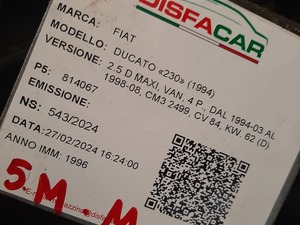 DISFACAR
MARCA: FIAT
MODELLO: DUCATO «230» (1994)
VERSIONE: 2.5 D MAXI, VAN, 4 P., DAL 1994-03 AL
1998-08, CM3 2499, CV 84, KW. 62 (D)
P5: 814067
EMISSIONE:
NS: 543/2024
DATA:27/02/2024 16:24:00
ANNO IMM: 1996
5 M. M